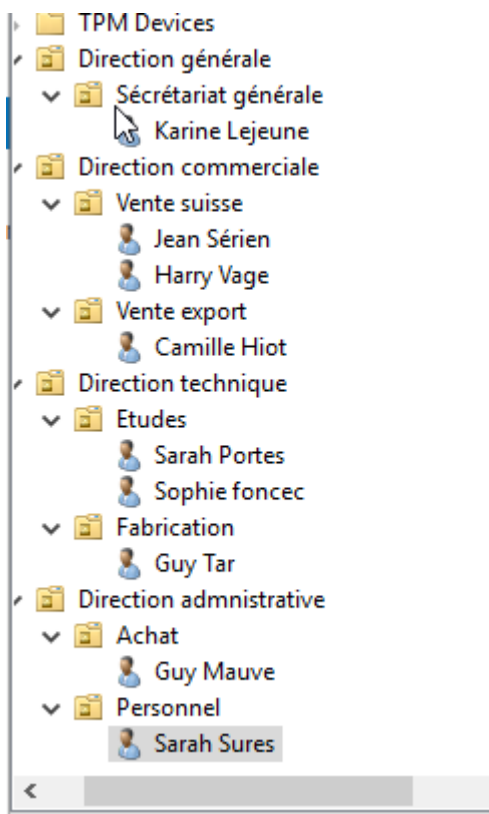 TPM Devices
Direction générale
Sécrétariat générale
Karine Lejeune
Direction commerciale
Vente suisse
Jean Sérien
Harry Vage
Vente export
Camille Hiot
Direction technique
Etudes
Sarah Portes
Sophie foncec
Fabrication
Guy Tar
Direction admnistrative
Achat
Guy Mauve
Personnel
Sarah Sures